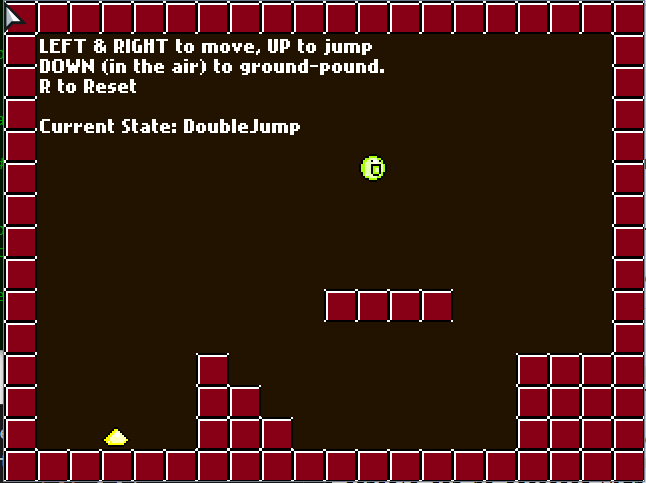 LEFT & RIGHT to move, UP to jump
DOWN (in the air) to ground-pound.
R to Reset
Current State: DoubleJump